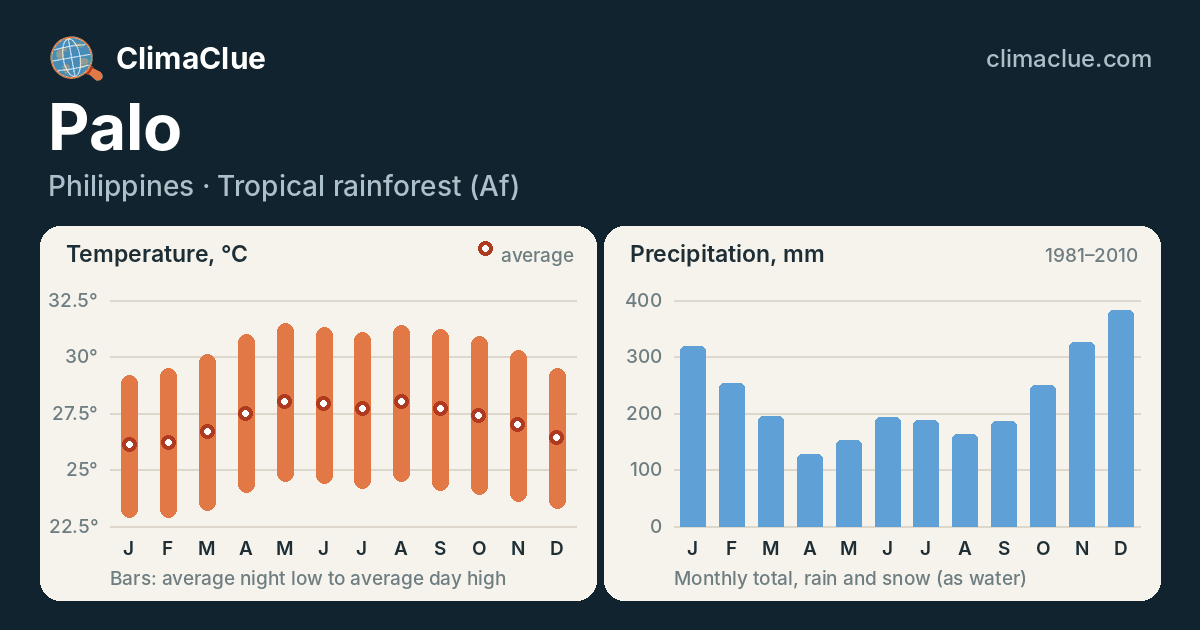 ClimaClue
climaclue.com
Palo
Philippines · Tropical rainforest (Af)
Temperature, °C
average
32.5°
30°
27.5°
25°
22.5°
J F M A M J J A S O N D
Bars: average night low to average day high
Precipitation, mm
1981–2010
400
300
200
100
0
J F M A M J J A S O N D
Monthly total, rain and snow (as water)